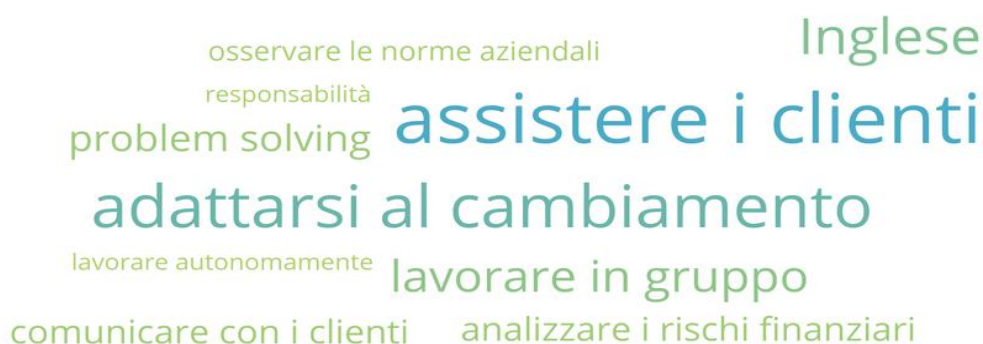 Inglese
osservare le norme aziendali
responsabilità
assistere i clienti
problem solving
adattarsi al cambiamento
lavorare autonomamente
lavorare in gruppo
comunicare con i clienti
analizzare i rischi finanziari